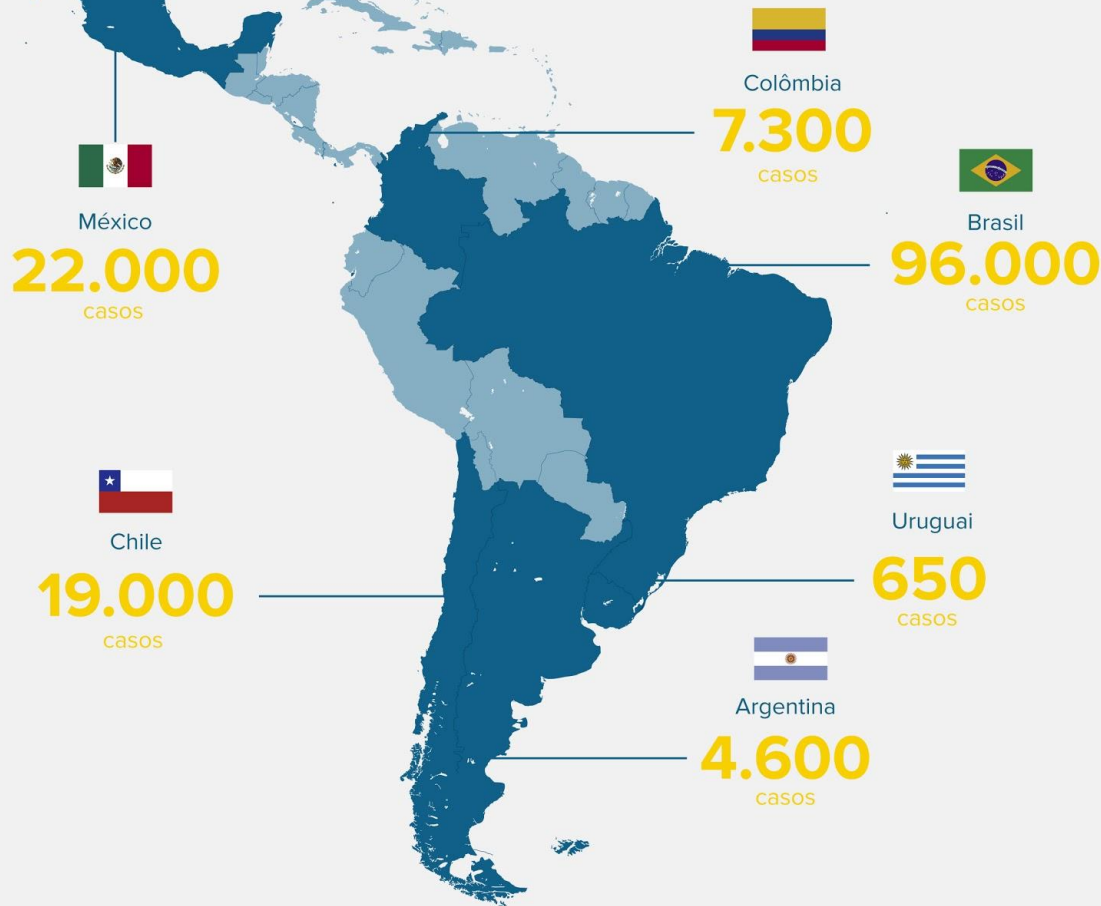 Colômbia
7.300
casos
México
22.000
casos
Brasil
96.000
casos
Chile
19.000
casos
Uruguai
650
casos
Argentina
4.600
casos